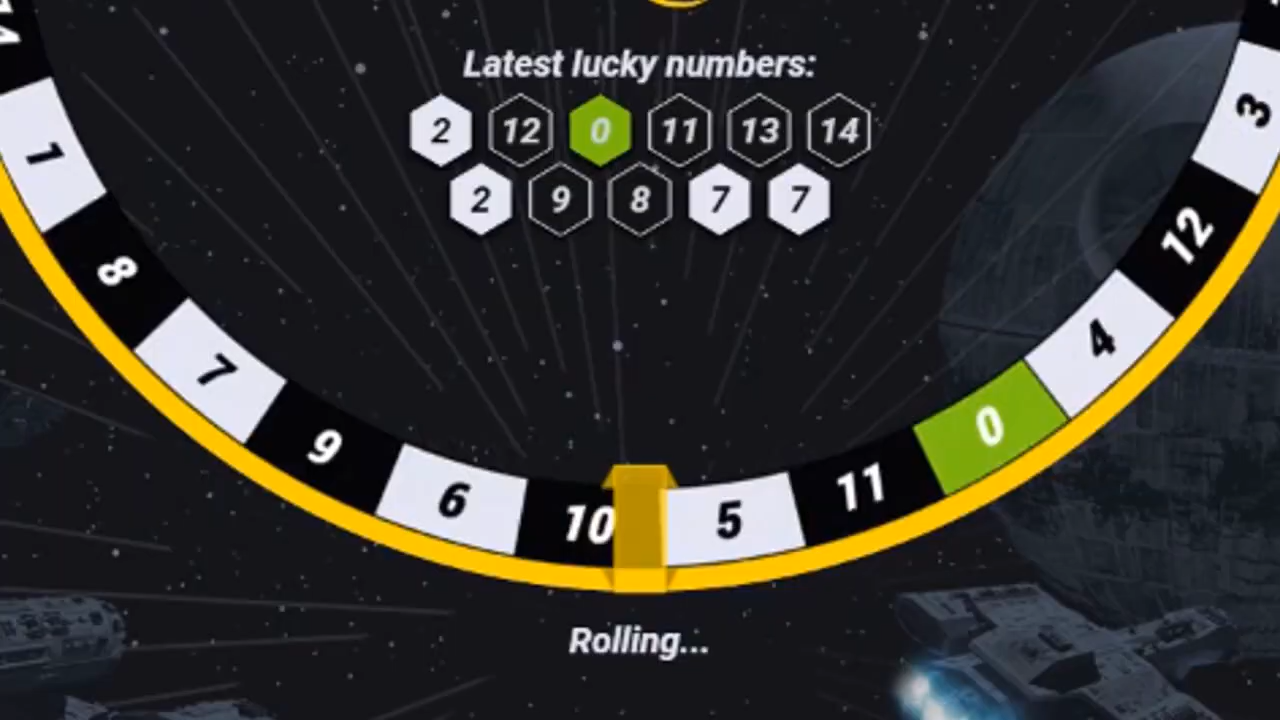 Latest lucky numbers:
2 12 0 11 13 14
2 9 8 7 7
1 8 7 9 6 10 5 11 0 4 12 3
Rolling...